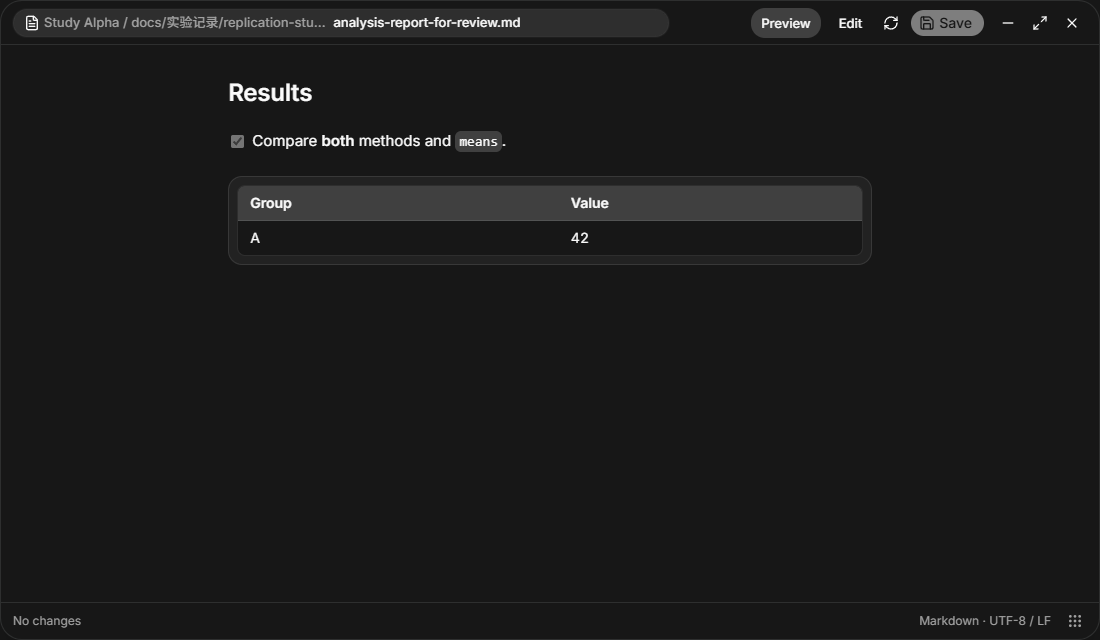 Study Alpha / docs/实验记录/replication-stu... analysis-report-for-review.md
Preview Edit Save
Results
Compare both methods and means.
Group Value
A 42
No changes
Markdown · UTF-8 / LF